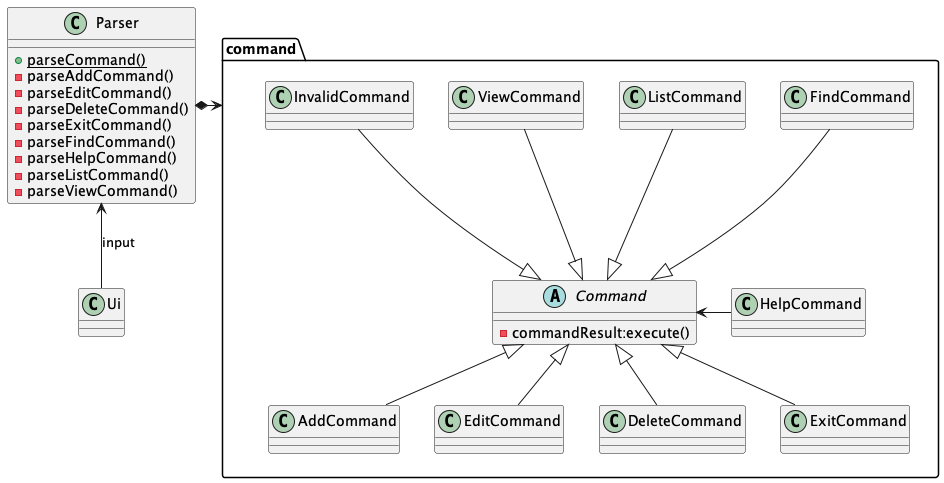 C Parser
parseCommand()
parseAddCommand()
parseEditCommand()
parseDeleteCommand()
parseExitCommand()
parseFindCommand()
parseHelpCommand()
parseListCommand()
parseViewCommand()
input
C Ui
command
C InvalidCommand
C ViewCommand
C ListCommand
C FindCommand
A Command
commandResult:execute()
C HelpCommand
C AddCommand
C EditCommand
C DeleteCommand
C ExitCommand